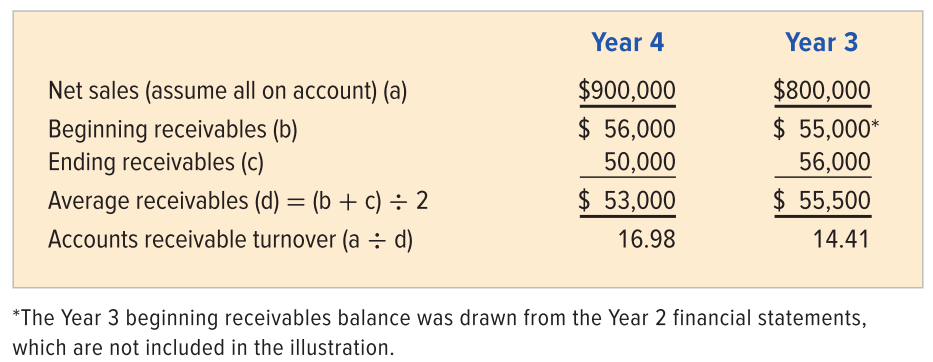 Year 4 Year 3
Net sales (assume all on account) (a) $900,000 $800,000
Beginning receivables (b) $ 56,000 $ 55,000*
Ending receivables (c) 50,000 56,000
Average receivables (d) = (b + c) ÷ 2 $ 53,000 $ 55,500
Accounts receivable turnover (a ÷ d) 16.98 14.41
*The Year 3 beginning receivables balance was drawn from the Year 2 financial statements,
which are not included in the illustration.